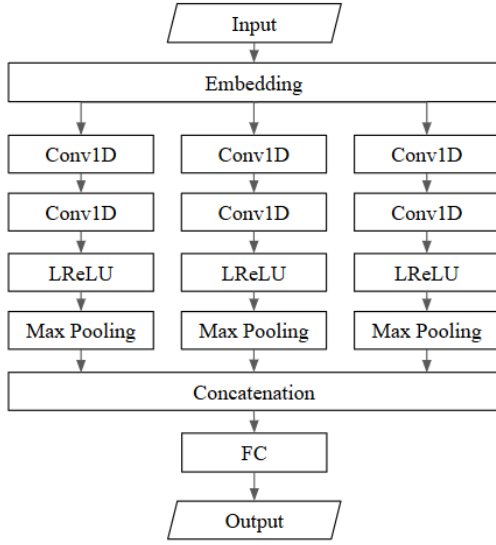 Input
Embedding
Conv1D Conv1D Conv1D
Conv1D Conv1D Conv1D
LReLU LReLU LReLU
Max Pooling Max Pooling Max Pooling
Concatenation
FC
Output